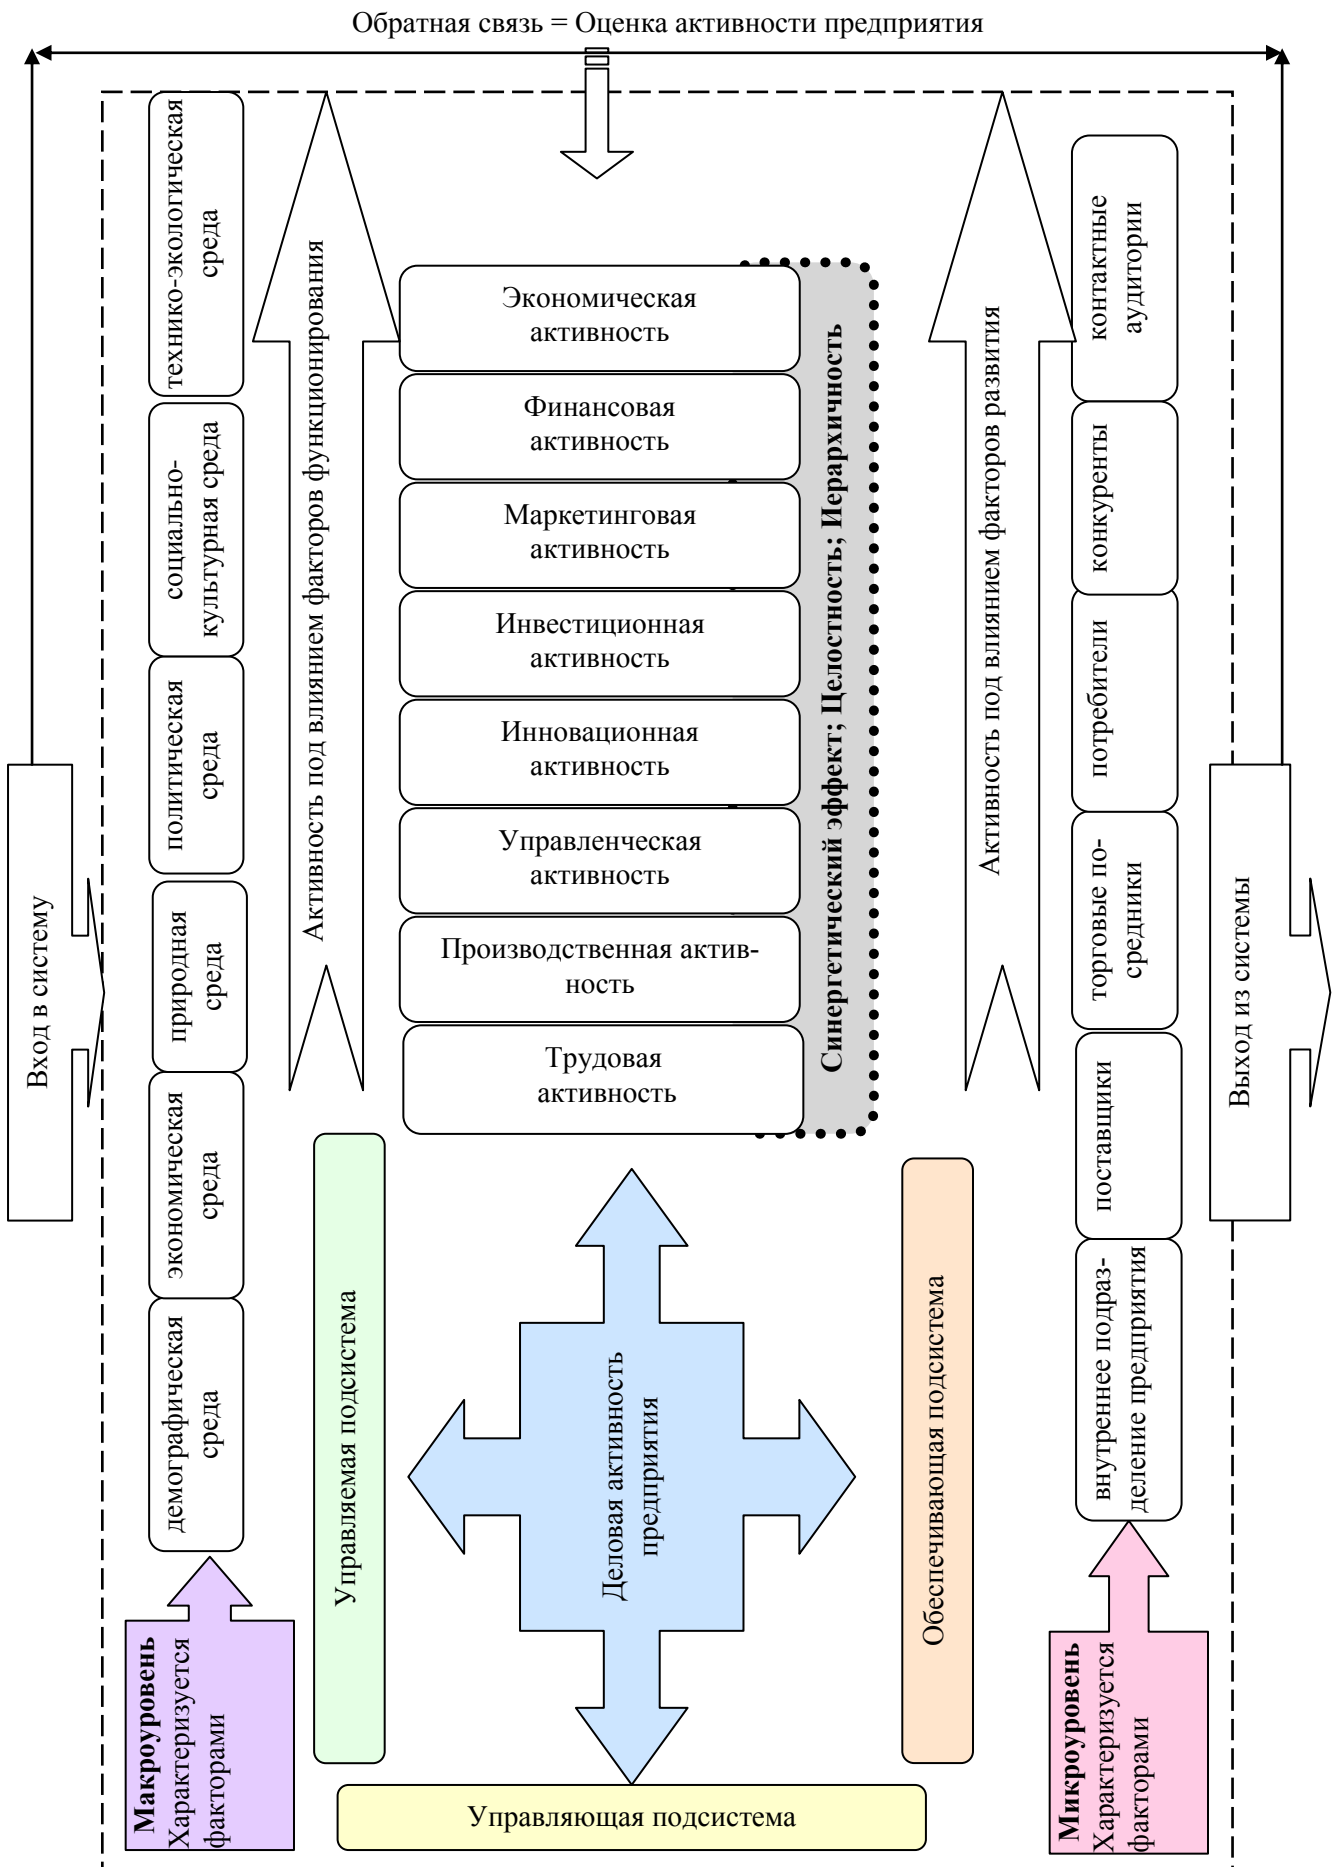 Обратная связь = Оценка активности предприятия
технико-экологическая
среда
социально-
культурная среда
политическая
среда
природная
среда
экономическая
среда
демографическая
среда
Макроуровень
Характеризуется
факторами
Вход в систему
Активность под влиянием факторов функционирования
Экономическая
активность
Финансовая
активность
Маркетинговая
активность
Инвестиционная
активность
Инновационная
активность
Управленческая
активность
Производственная актив-
ность
Трудовая
активность
Синергетический эффект; Целостность; Иерархичность
Активность под влиянием факторов развития
контактные
аудитории
конкуренты
потребители
торговые по-
средники
поставщики
внутреннее подраз-
деление предприятия
Микроуровень
Характеризуется
факторами
Выход из системы
Управляемая подсистема
Деловая активность
предприятия
Обеспечивающая подсистема
Управляющая подсистема